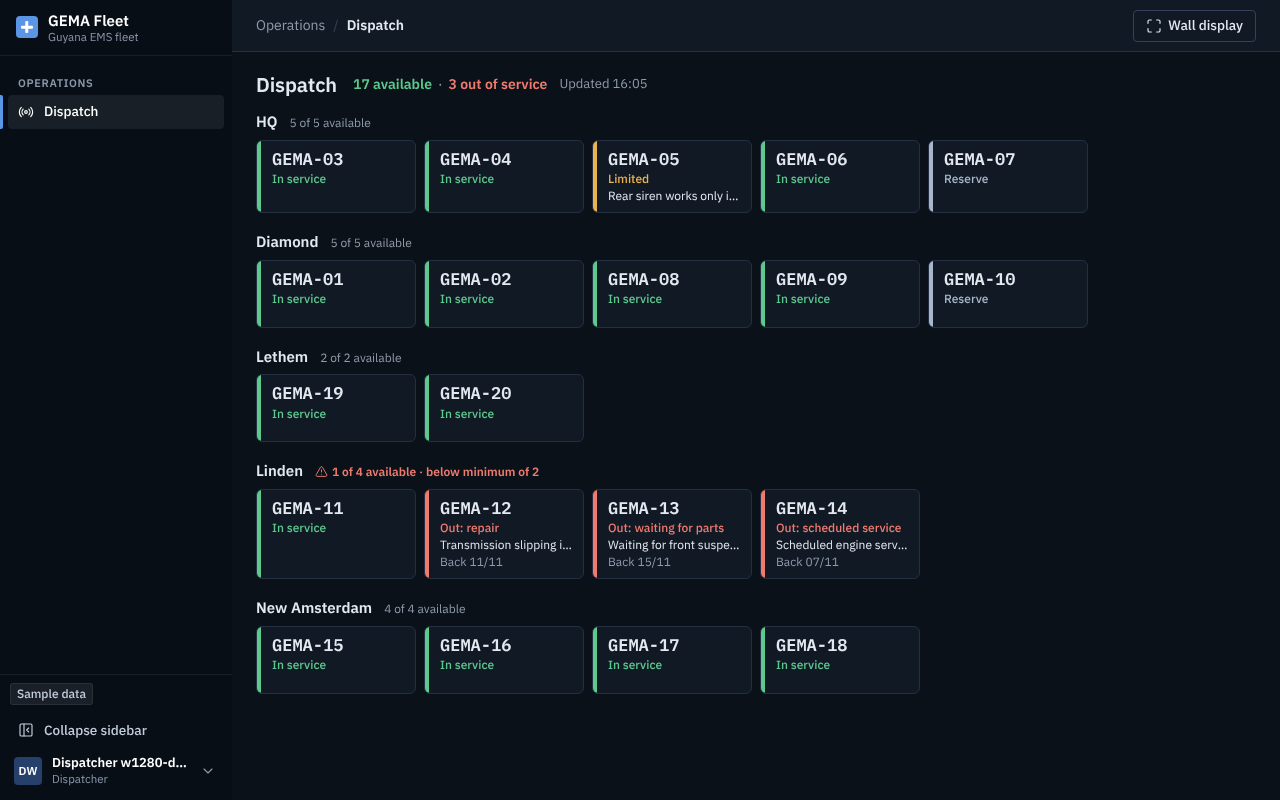 GEMA Fleet
Guyana EMS fleet
OPERATIONS
Dispatch
Sample data
Collapse sidebar
DW
Dispatcher w1280-d...
Dispatcher
Operations / Dispatch
Wall display
Dispatch 17 available · 3 out of service Updated 16:05
HQ 5 of 5 available
GEMA-03
In service
GEMA-04
In service
GEMA-05
Limited
Rear siren works only i...
GEMA-06
In service
GEMA-07
Reserve
Diamond 5 of 5 available
GEMA-01
In service
GEMA-02
In service
GEMA-08
In service
GEMA-09
In service
GEMA-10
Reserve
Lethem 2 of 2 available
GEMA-19
In service
GEMA-20
In service
Linden 1 of 4 available · below minimum of 2
GEMA-11
In service
GEMA-12
Out: repair
Transmission slipping i...
Back 11/11
GEMA-13
Out: waiting for parts
Waiting for front suspe...
Back 15/11
GEMA-14
Out: scheduled service
Scheduled engine serv...
Back 07/11
New Amsterdam 4 of 4 available
GEMA-15
In service
GEMA-16
In service
GEMA-17
In service
GEMA-18
In service